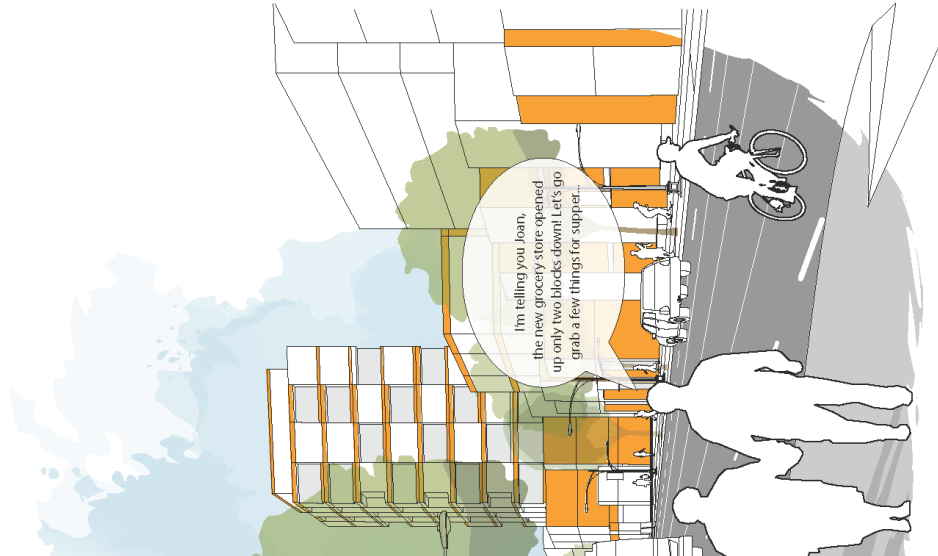 I'm telling you Joan,
the new grocery store opened
up only two blocks down! Let's go
grab a few things for supper...